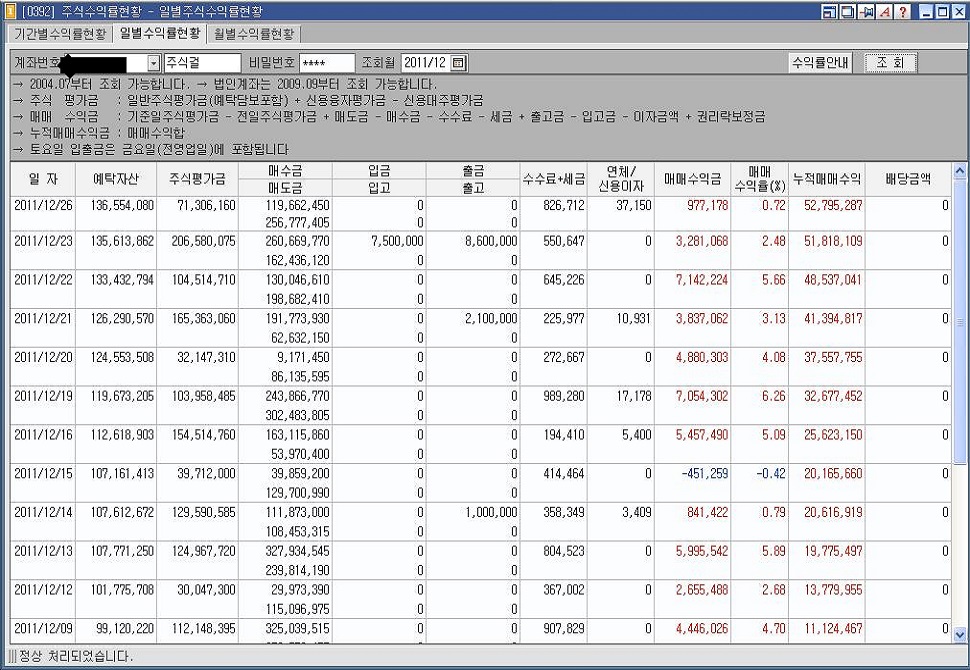 [0392] 주식수익률현황 - 일별주식수익률현황
기간별수익률현황 일별수익률현황 월별수익률현황
계좌번호 주식걸 비밀번호 **** 조회월 2011/12 수익률안내 조 회
→ 2004.07부터 조회 가능합니다. → 법인계좌는 2009.09부터 조회 가능합니다.
→ 주식 평가금 : 일반주식평가금(예탁담보포함) + 신용융자평가금 - 신용대주평가금
→ 매매 수익금 : 기준일주식평가금 - 전일주식평가금 + 매도금 - 매수금 - 수수료 - 세금 + 출고금 - 입고금 - 이자금액 + 권리락보정금
→ 누적매매수익금 : 매매수익합
→ 토요일 입출금은 금요일(전영업일)에 포함됩니다
일 자 예탁자산 주식평가금 매수금 입금 출금 수수료+세금 연체/ 매매수익금 매매 누적매매수익 배당금액
매도금 입고 출고 신용이자 수익률(%)
2011/12/26 136,554,080 71,306,160 119,662,450 0 0 826,712 37,150 977,178 0.72 52,795,287 0
256,777,405 0 0
2011/12/23 135,613,862 206,580,075 260,669,770 7,500,000 8,600,000 550,647 0 3,281,068 2.48 51,818,109 0
162,436,120 0 0
2011/12/22 133,432,794 104,514,710 130,046,610 0 0 645,226 0 7,142,224 5.66 48,537,041 0
198,682,410 0 0
2011/12/21 126,290,570 165,363,060 191,773,930 0 2,100,000 225,977 10,931 3,837,062 3.13 41,394,817 0
62,632,150 0 0
2011/12/20 124,553,508 32,147,310 9,171,450 0 0 272,667 0 4,880,303 4.08 37,557,755 0
86,135,595 0 0
2011/12/19 119,673,205 103,958,485 243,866,770 0 0 989,280 17,178 7,054,302 6.26 32,677,452 0
302,483,805 0 0
2011/12/16 112,618,903 154,514,760 163,115,860 0 0 194,410 5,400 5,457,490 5.09 25,623,150 0
53,970,400 0 0
2011/12/15 107,161,413 39,712,000 39,859,200 0 0 414,464 0 -451,259 -0.42 20,165,660 0
129,700,990 0 0
2011/12/14 107,612,672 129,590,585 111,873,000 0 1,000,000 358,349 3,409 841,422 0.79 20,616,919 0
108,453,315 0 0
2011/12/13 107,771,250 124,967,720 327,934,545 0 0 804,523 0 5,995,542 5.89 19,775,497 0
239,814,190 0 0
2011/12/12 101,775,708 30,047,300 29,973,390 0 0 367,002 0 2,655,488 2.68 13,779,955 0
115,096,975 0 0
2011/12/09 99,120,220 112,148,395 325,039,515 0 0 907,829 0 4,446,026 4.70 11,124,467 0
정상 처리되었습니다.